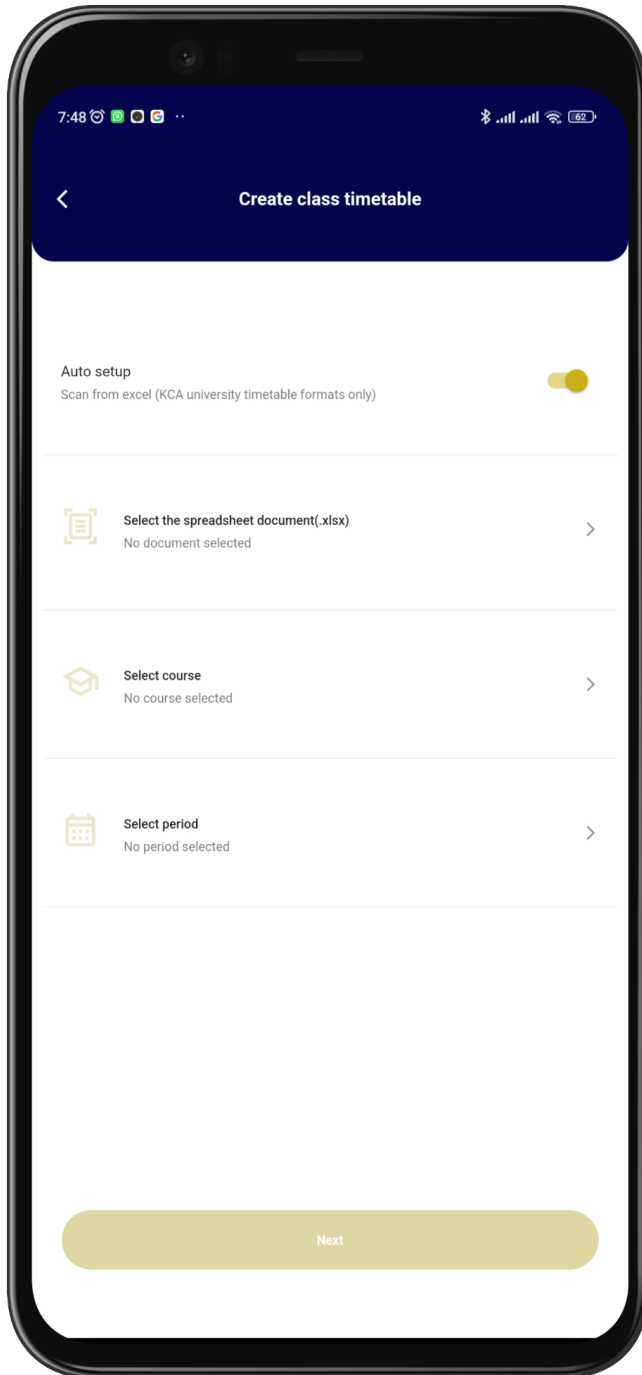 7:48
62
Create class timetable
Auto setup
Scan from excel (KCA university timetable formats only)
Select the spreadsheet document(.xlsx)
No document selected
Select course
No course selected
Select period
No period selected
Next